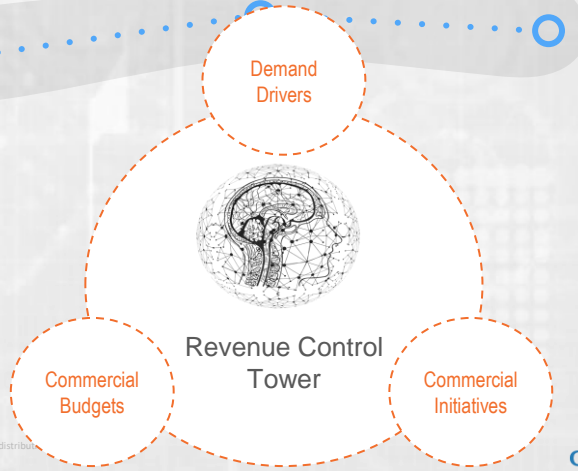 Demand
Drivers
Revenue Control
Tower
Commercial
Budgets
Commercial
Initiatives